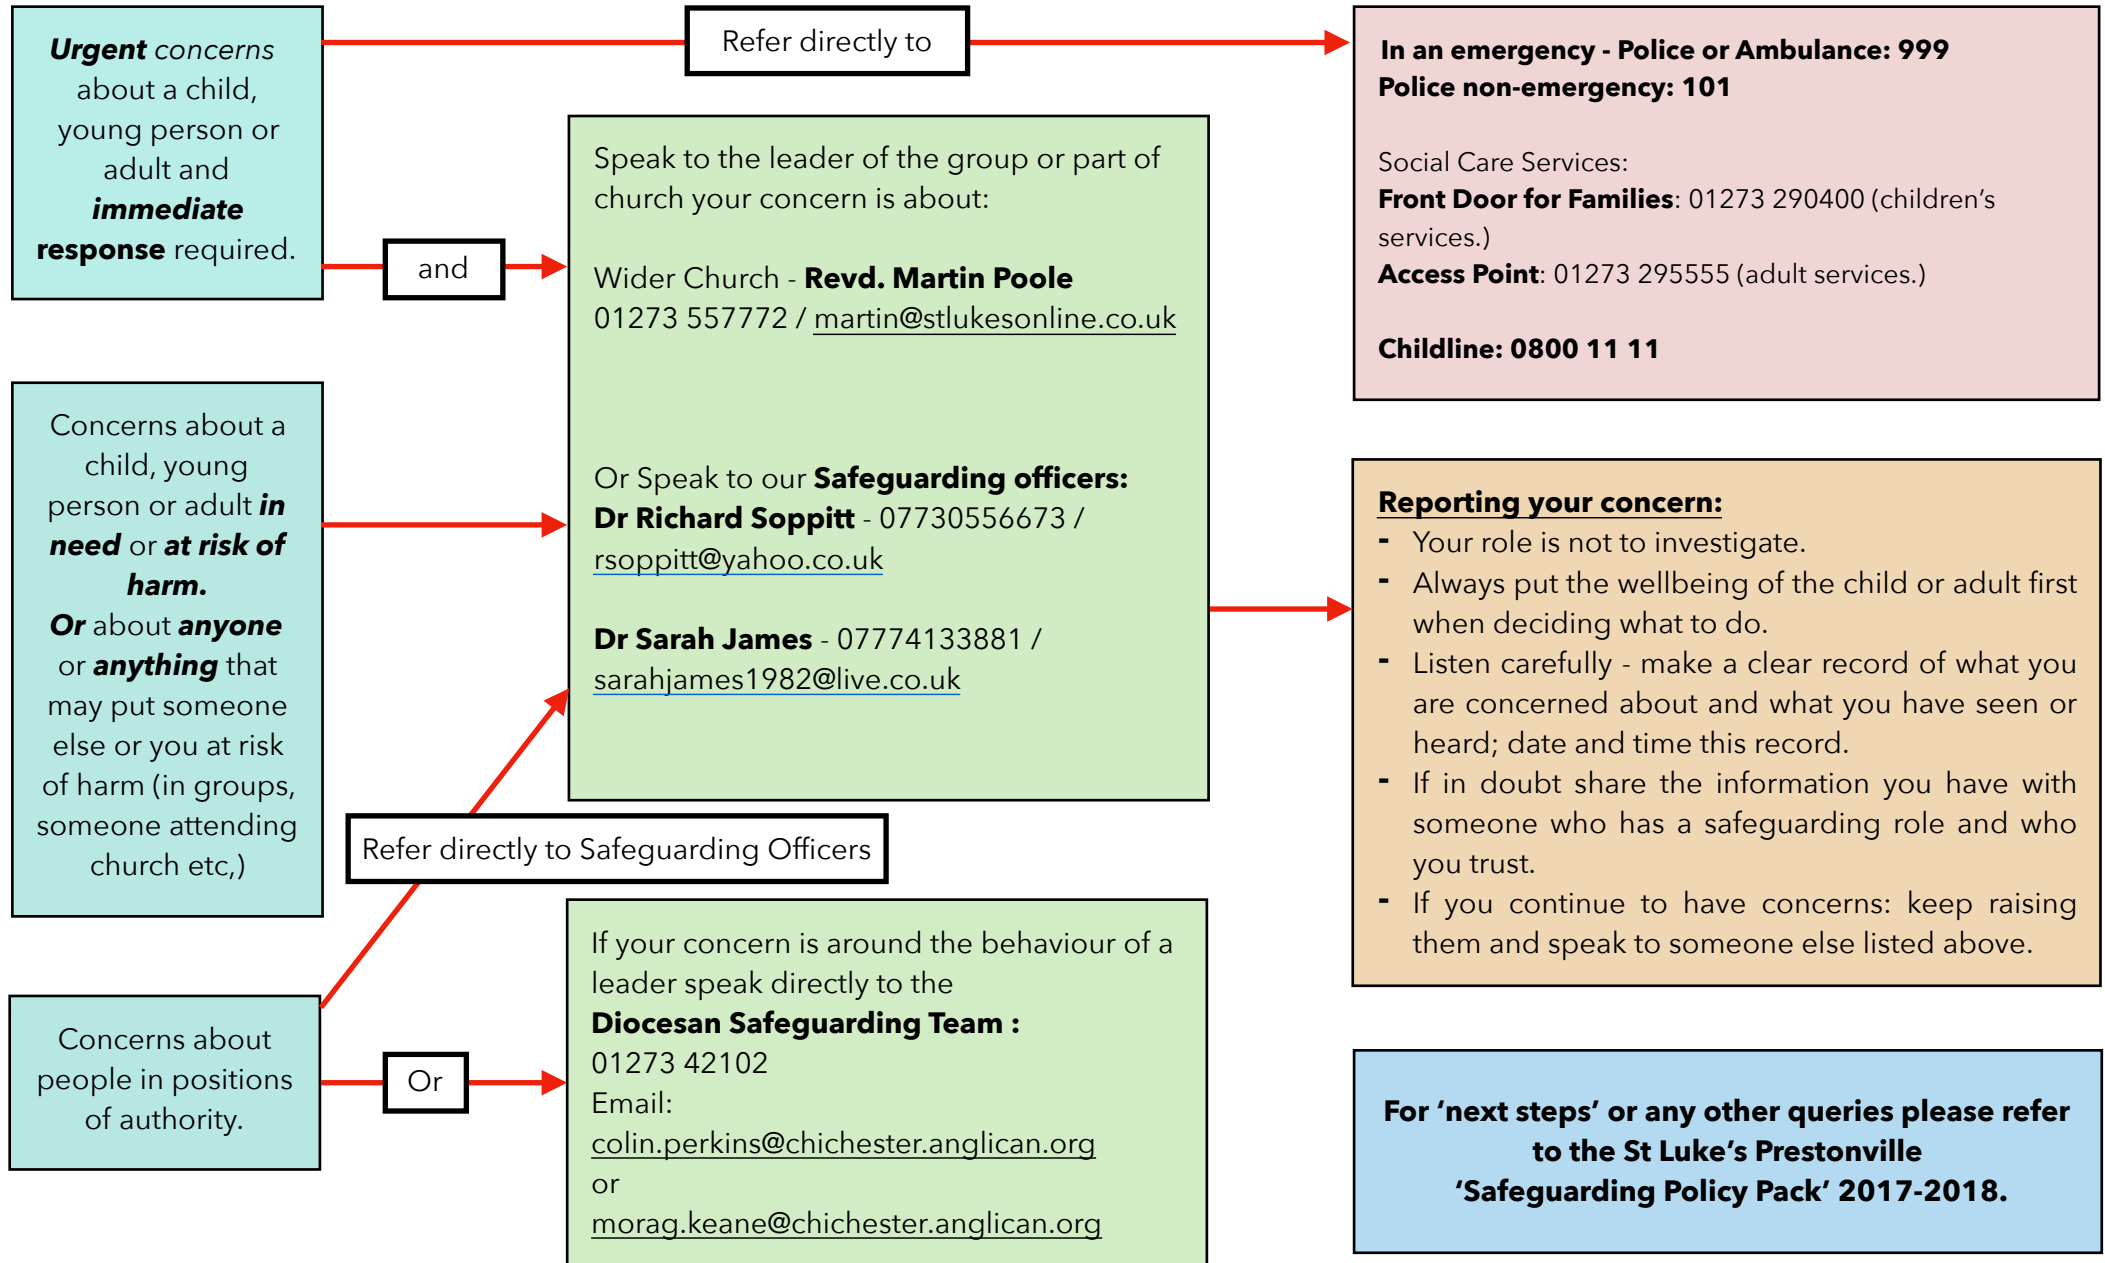 Urgent concerns
about a child,
young person or
adult and
immediate
response required.
Refer directly to
and
In an emergency - Police or Ambulance: 999
Police non-emergency: 101
Social Care Services:
Front Door for Families: 01273 290400 (children's
services.)
Access Point: 01273 295555 (adult services.)
Childline: 0800 11 11
Speak to the leader of the group or part of
church your concern is about:
Wider Church - Revd. Martin Poole
01273 557772 / martin@stlukesonline.co.uk
Or Speak to our Safeguarding officers:
Dr Richard Soppitt - 07730556673 /
rsoppitt@yahoo.co.uk
Dr Sarah James - 07774133881 /
sarahjames1982@live.co.uk
Concerns about a
child, young
person or adult in
need or at risk of
harm.
Or about anyone
or anything that
may put someone
else or you at risk
of harm (in groups,
someone attending
church etc,)
Reporting your concern:
- Your role is not to investigate.
- Always put the wellbeing of the child or adult first
when deciding what to do.
- Listen carefully - make a clear record of what you
are concerned about and what you have seen or
heard; date and time this record.
- If in doubt share the information you have with
someone who has a safeguarding role and who
you trust.
- If you continue to have concerns: keep raising
them and speak to someone else listed above.
Refer directly to Safeguarding Officers
Concerns about
people in positions
of authority.
Or
If your concern is around the behaviour of a
leader speak directly to the
Diocesan Safeguarding Team :
01273 42102
Email:
colin.perkins@chichester.anglican.org
or
morag.keane@chichester.anglican.org
For ‘next steps’ or any other queries please refer
to the St Luke's Prestonville
‘Safeguarding Policy Pack’ 2017-2018.